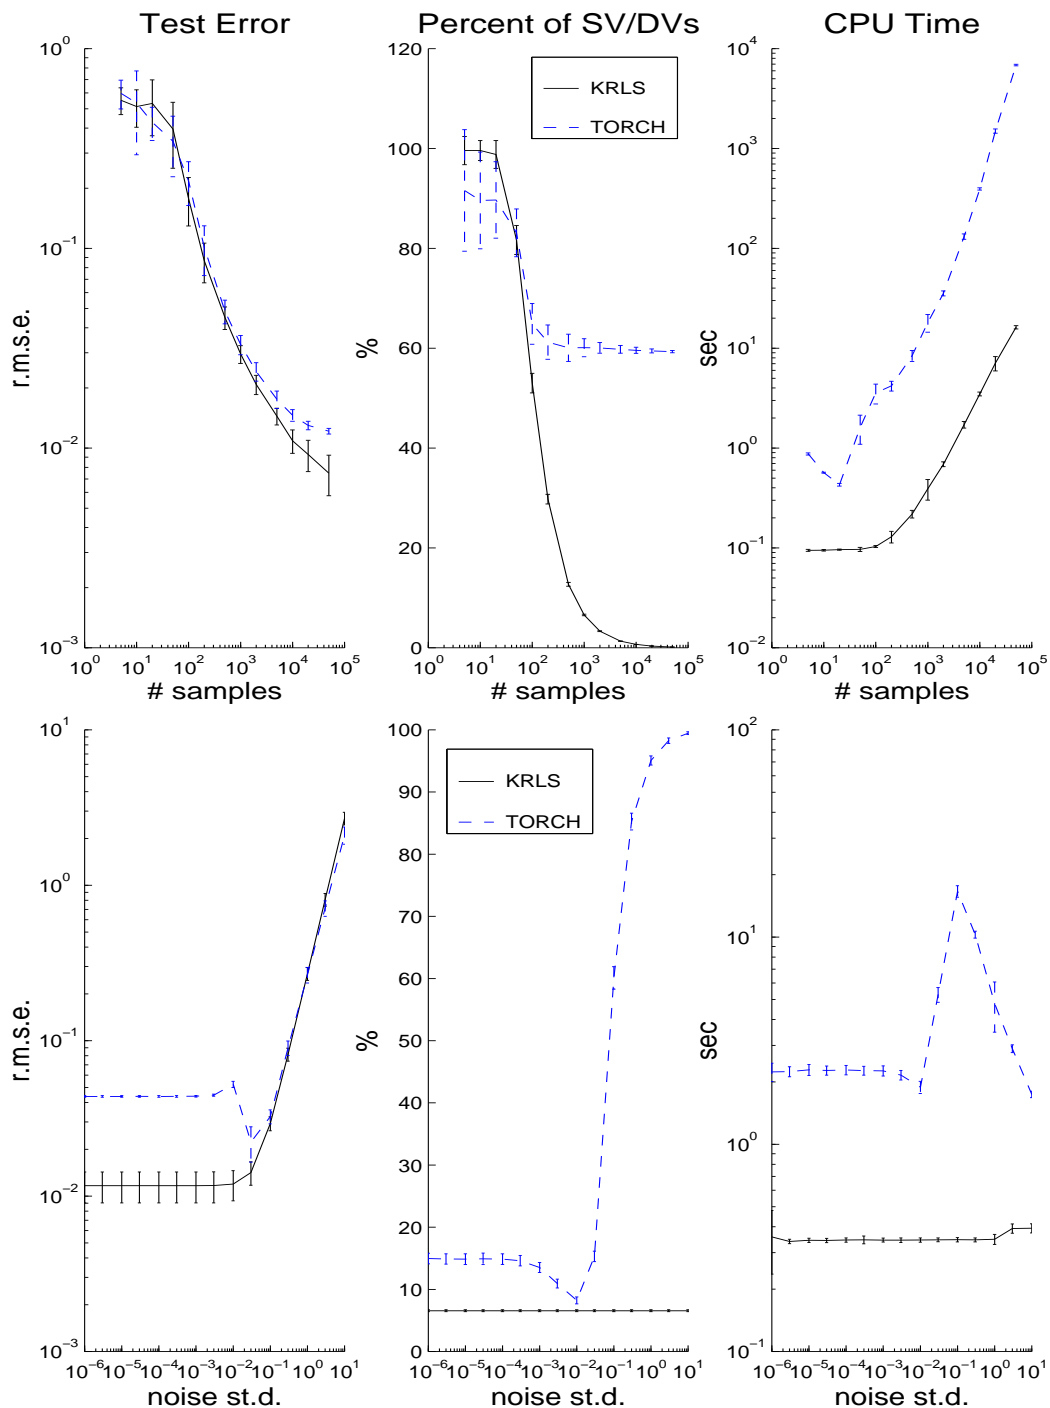 Test Error
Percent of SV/DVs
CPU Time
10^0
10^-1
10^-2
10^-3
r.m.s.e.
10^0 10^1 10^2 10^3 10^4 10^5
# samples
120
100
80
60
40
20
0
%
KRLS
TORCH
10^0 10^1 10^2 10^3 10^4 10^5
# samples
10^4
10^3
10^2
10^1
10^0
10^-1
10^-2
sec
10^0 10^1 10^2 10^3 10^4 10^5
# samples
10^1
10^0
10^-1
10^-2
10^-3
r.m.s.e.
10^-6 10^-5 10^-4 10^-3 10^-2 10^-1 10^0 10^1
noise st.d.
100
90
80
70
60
50
40
30
20
10
0
%
KRLS
TORCH
10^-6 10^-5 10^-4 10^-3 10^-2 10^-1 10^0 10^1
noise st.d.
10^2
10^1
10^0
10^-1
sec
10^-6 10^-5 10^-4 10^-3 10^-2 10^-1 10^0 10^1
noise st.d.